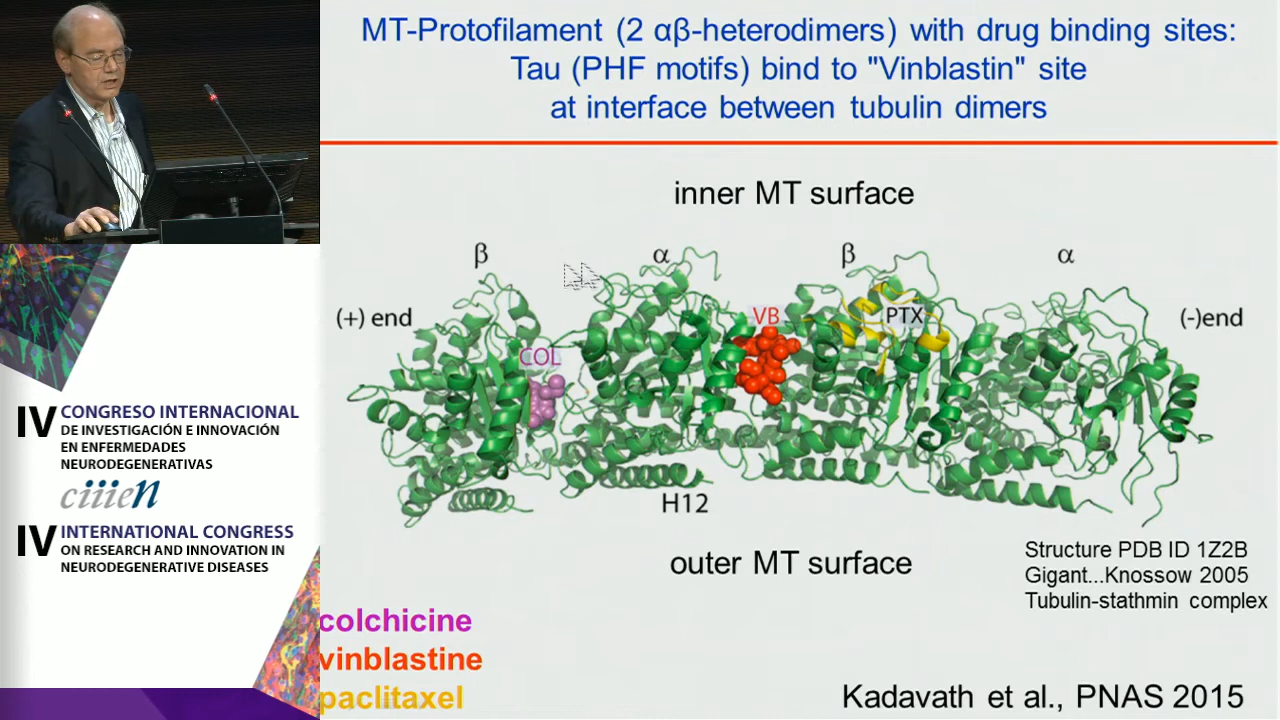 MT-Protofilament (2 αβ-heterodimers) with drug binding sites:
Tau (PHF motifs) bind to "Vinblastin" site
at interface between tubulin dimers
inner MT surface
β
α
β
α
(+) end
COL
VB
PTX
(-)end
H12
outer MT surface
Structure PDB ID 1Z2B
Gigant...Knossow 2005
Tubulin-stathmin complex
colchicine
vinblastine
paclitaxel
Kadavath et al., PNAS 2015
IV CONGRESO INTERNACIONAL
DE INVESTIGACIÓN E INNOVACIÓN
EN ENFERMEDADES
NEURODEGENERATIVAS
ciiien
IV INTERNATIONAL CONGRESS
ON RESEARCH AND INNOVATION IN
NEURODEGENERATIVE DISEASES